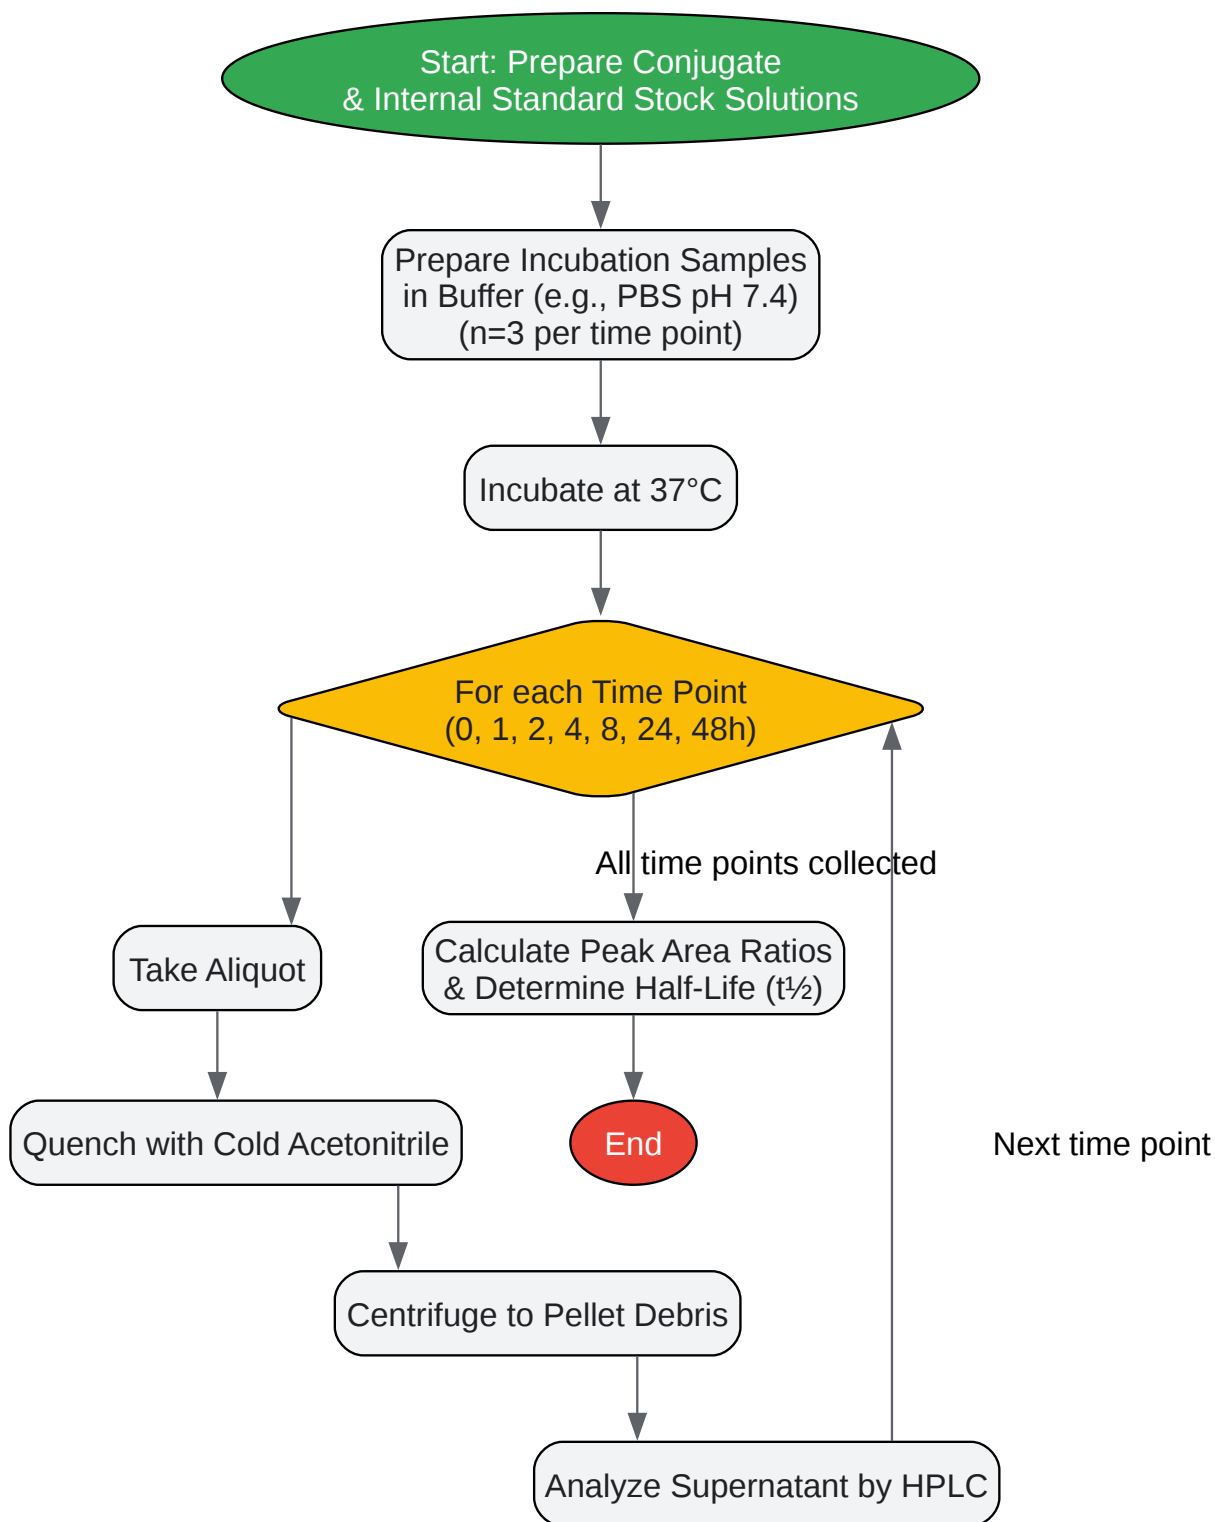 Start: Prepare Conjugate
& Internal Standard Stock Solutions
Prepare Incubation Samples
in Buffer (e.g., PBS pH 7.4)
(n=3 per time point)
Incubate at 37°C
For each Time Point
(0, 1, 2, 4, 8, 24, 48h)
All time points collected
Take Aliquot
Calculate Peak Area Ratios
& Determine Half-Life (t½)
Quench with Cold Acetonitrile
End
Next time point
Centrifuge to Pellet Debris
Analyze Supernatant by HPLC